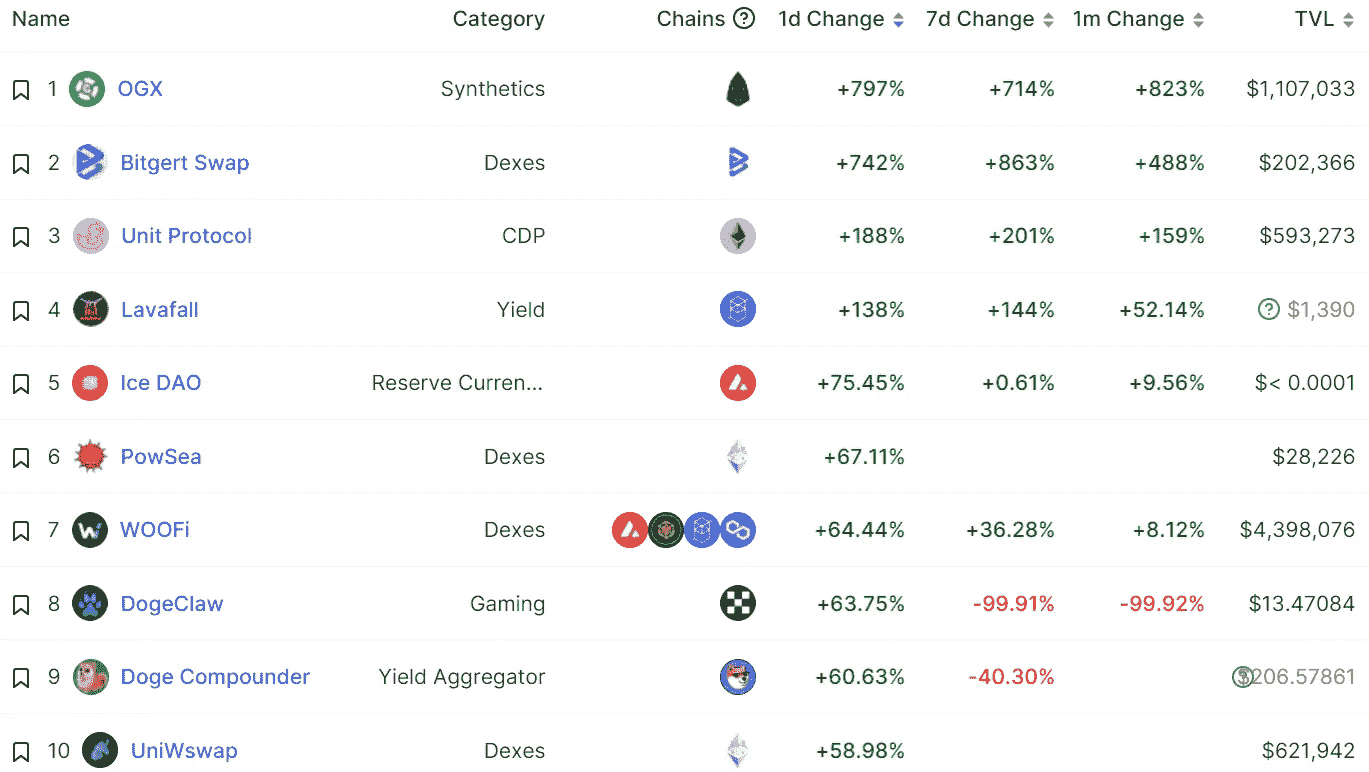 Name Category Chains ? 1d Change 7d Change 1m Change TVL
1 OGX Synthetics +797% +714% +823% $1,107,033
2 Bitgert Swap Dexes +742% +863% +488% $202,366
3 Unit Protocol CDP +188% +201% +159% $593,273
4 Lavafall Yield +138% +144% +52.14% ? $1,390
5 Ice DAO Reserve Curren... +75.45% +0.61% +9.56% $< 0.0001
6 PowSea Dexes +67.11% $28,226
7 WOOFi Dexes +64.44% +36.28% +8.12% $4,398,076
8 DogeClaw Gaming +63.75% -99.91% -99.92% $13.47084
9 Doge Compounder Yield Aggregator +60.63% -40.30% ? $206.57861
10 UniWswap Dexes +58.98% $621,942